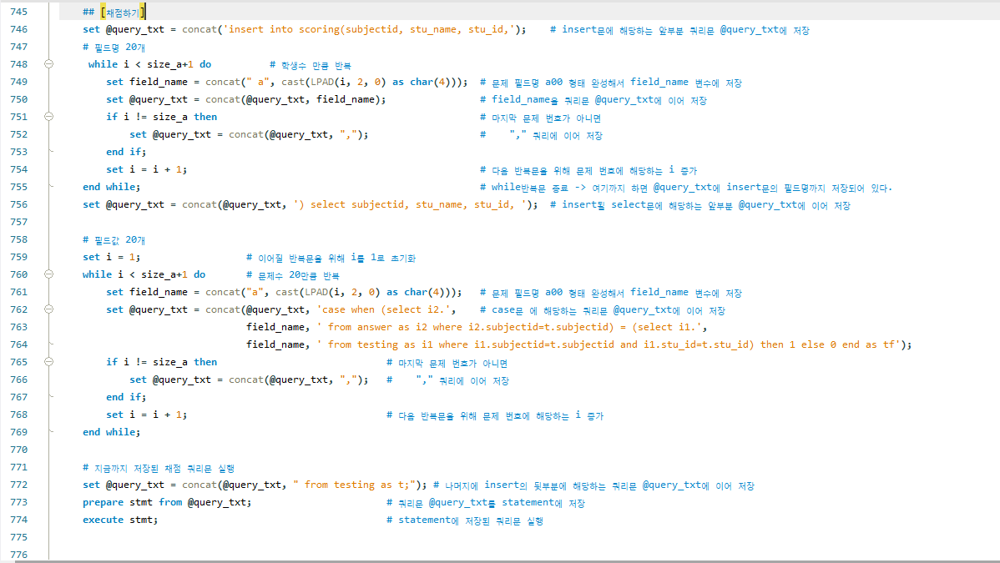 745 ## [채점하기]
746 set @query_txt = concat('insert into scoring(subjectid, stu_name, stu_id,'); # insert문에 해당하는 앞부분 쿼리문 @query_txt에 저장
747 # 필드명 20개
748 while i < size_a+1 do # 학생수 만큼 반복
749 set field_name = concat(" a", cast(LPAD(i, 2, 0) as char(4))); # 문제 필드명 a00 형태 완성해서 field_name 변수에 저장
750 set @query_txt = concat(@query_txt, field_name); # field_name을 쿼리문 @query_txt에 이어 저장
751 if i != size_a then # 마지막 문제 번호가 아니면
752 set @query_txt = concat(@query_txt, ","); # "," 쿼리에 이어 저장
753 end if;
754 set i = i + 1; # 다음 반복문을 위해 문제 번호에 해당하는 i 증가
755 end while; # while반복문 종료 -> 여기까지 하면 @query_txt에 insert문의 필드명까지 저장되어 있다.
756 set @query_txt = concat(@query_txt, ') select subjectid, stu_name, stu_id, '); # insert될 select문에 해당하는 앞부분 @query_txt에 이어 저장
757
758 # 필드값 20개
759 set i = 1; # 이어질 반복문을 위해 i를 1로 초기화
760 while i < size_a+1 do # 문제수 20만큼 반복
761 set field_name = concat("a", cast(LPAD(i, 2, 0) as char(4))); # 문제 필드명 a00 형태 완성해서 field_name 변수에 저장
762 set @query_txt = concat(@query_txt, 'case when (select i2.', # case문 에 해당하는 쿼리문 @query_txt에 이어 저장
763 field_name, ' from answer as i2 where i2.subjectid=t.subjectid) = (select i1.',
764 field_name, ' from testing as i1 where i1.subjectid=t.subjectid and i1.stu_id=t.stu_id) then 1 else 0 end as tf');
765 if i != size_a then # 마지막 문제 번호가 아니면
766 set @query_txt = concat(@query_txt, ","); # "," 쿼리에 이어 저장
767 end if;
768 set i = i + 1; # 다음 반복문을 위해 문제 번호에 해당하는 i 증가
769 end while;
770
771 # 지금까지 저장된 채점 쿼리문 실행
772 set @query_txt = concat(@query_txt, " from testing as t;"); # 나머지에 insert의 뒷부분에 해당하는 쿼리문 @query_txt에 이어 저장
773 prepare stmt from @query_txt; # 쿼리문 @query_txt를 statement에 저장
774 execute stmt; # statement에 저장된 쿼리문 실행
775
776